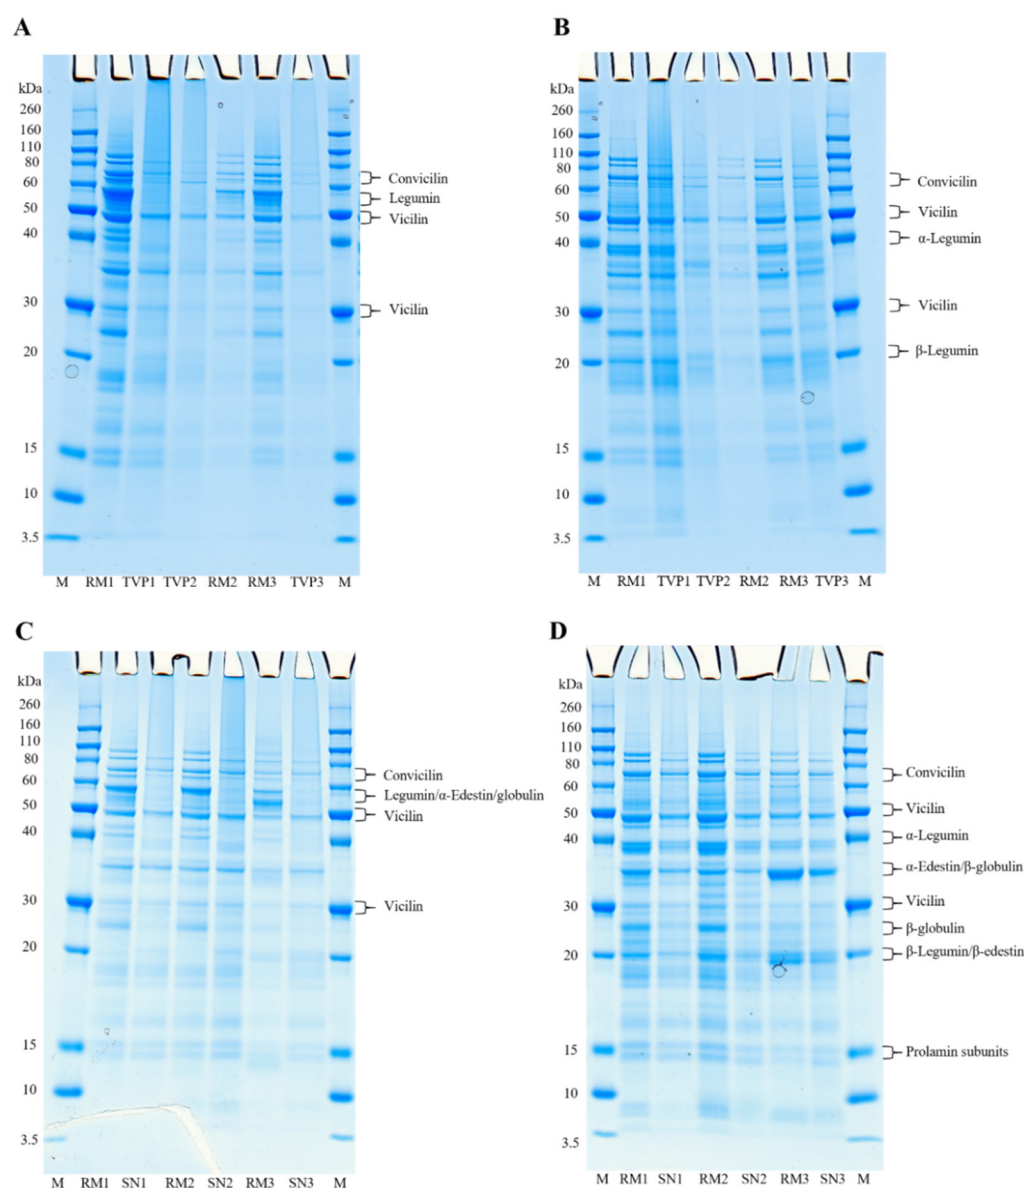 A
kDa
260
160
110
80
60
50
40
30
20
15
10
3.5
Convicilin
Legumin
Vicilin
Vicilin
M RM1 TVP1 TVP2 RM2 RM3 TVP3 M
B
kDa
260
160
110
80
60
50
40
30
20
15
10
3.5
Convicilin
Vicilin
α-Legumin
Vicilin
β-Legumin
M RM1 TVP1 TVP2 RM2 RM3 TVP3 M
C
kDa
260
160
110
80
60
50
40
30
20
15
10
3.5
Convicilin
Legumin/α-Edestin/globulin
Vicilin
Vicilin
M RM1 SN1 RM2 SN2 RM3 SN3 M
D
kDa
260
160
110
80
60
50
40
30
20
15
10
3.5
Convicilin
Vicilin
α-Legumin
α-Edestin/β-globulin
Vicilin
β-globulin
β-Legumin/β-edestin
Prolamin subunits
M RM1 SN1 RM2 SN2 RM3 SN3 M